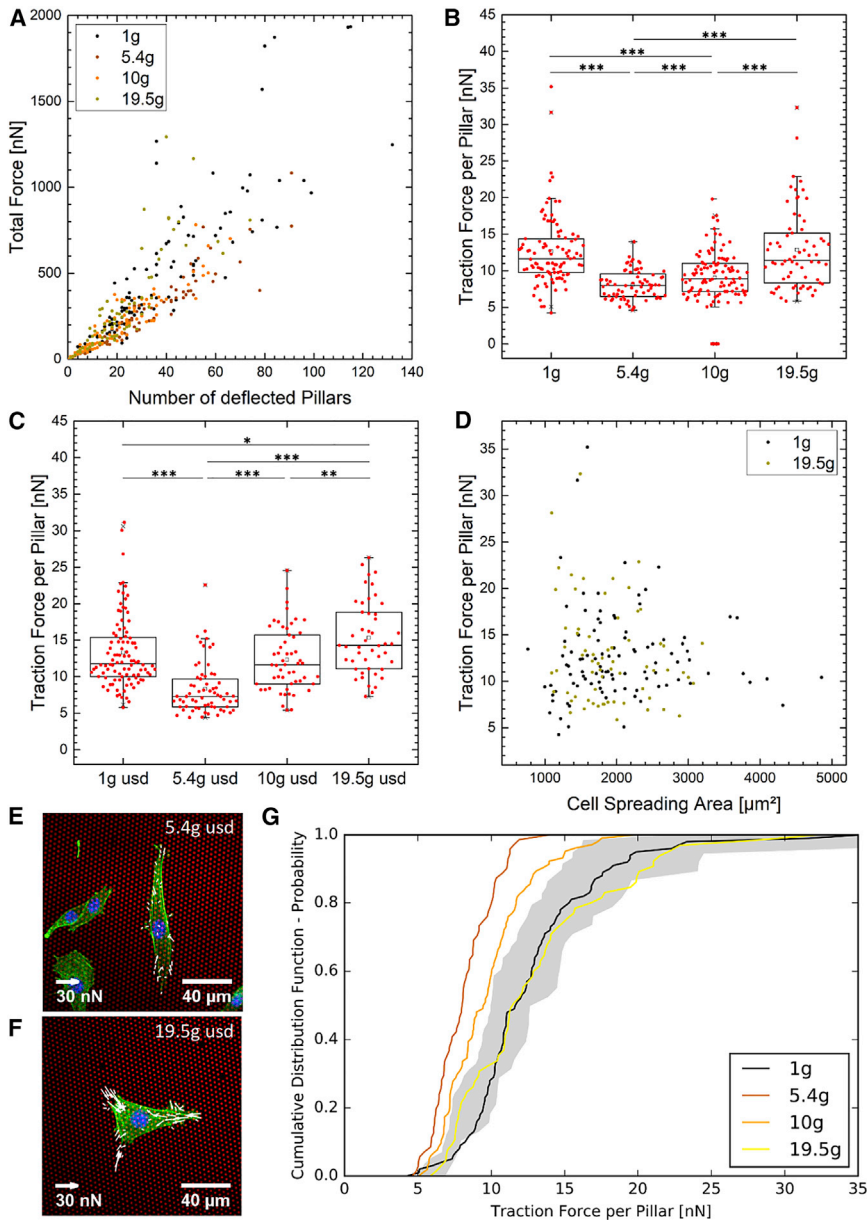 A
1g
5.4g
10g
19.5g
Total Force [nN]
2000
1500
1000
500
0
0 20 40 60 80 100 120 140
Number of deflected Pillars
B
Traction Force per Pillar [nN]
45
40
35
30
25
20
15
10
5
0
***
***
*** *** ***
1g 5.4g 10g 19.5g
C
Traction Force per Pillar [nN]
45
40
35
30
25
20
15
10
5
0
*
***
*** *** **
1g usd 5.4g usd 10g usd 19.5g usd
D
1g
19.5g
Traction Force per Pillar [nN]
35
30
25
20
15
10
5
1000 2000 3000 4000 5000
Cell Spreading Area [µm²]
E
5.4g usd
30 nN
40 µm
F
19.5g usd
30 nN
40 µm
G
Cumulative Distribution Function - Probability
1.0
0.8
0.6
0.4
0.2
0.0
0 5 10 15 20 25 30 35
Traction Force per Pillar [nN]
1g
5.4g
10g
19.5g